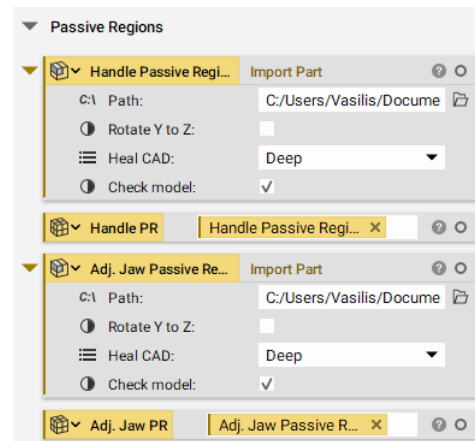 Passive Regions
Handle Passive Regi... Import Part
C:\ Path: C:/Users/Vasilis/Docume
Rotate Y to Z:
Heal CAD: Deep
Check model:
Handle PR Handle Passive Regi... ×
Adj. Jaw Passive Re... Import Part
C:\ Path: C:/Users/Vasilis/Docume
Rotate Y to Z:
Heal CAD: Deep
Check model:
Adj. Jaw PR Adj. Jaw Passive R... ×